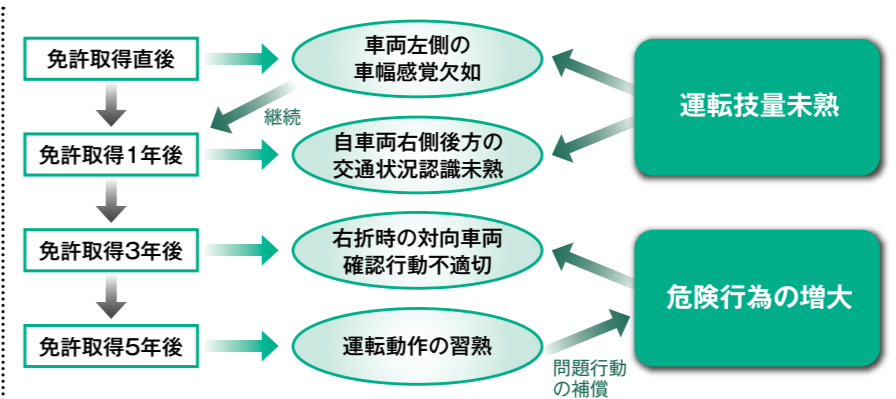 免許取得直後
車両左側の
車幅感覚欠如
運転技量未熟
継続
免許取得1年後
自車両右側後方の
交通状況認識未熟
免許取得3年後
右折時の対向車両
確認行動不適切
危険行為の増大
免許取得5年後
運転動作の習熟
問題行動
の補償